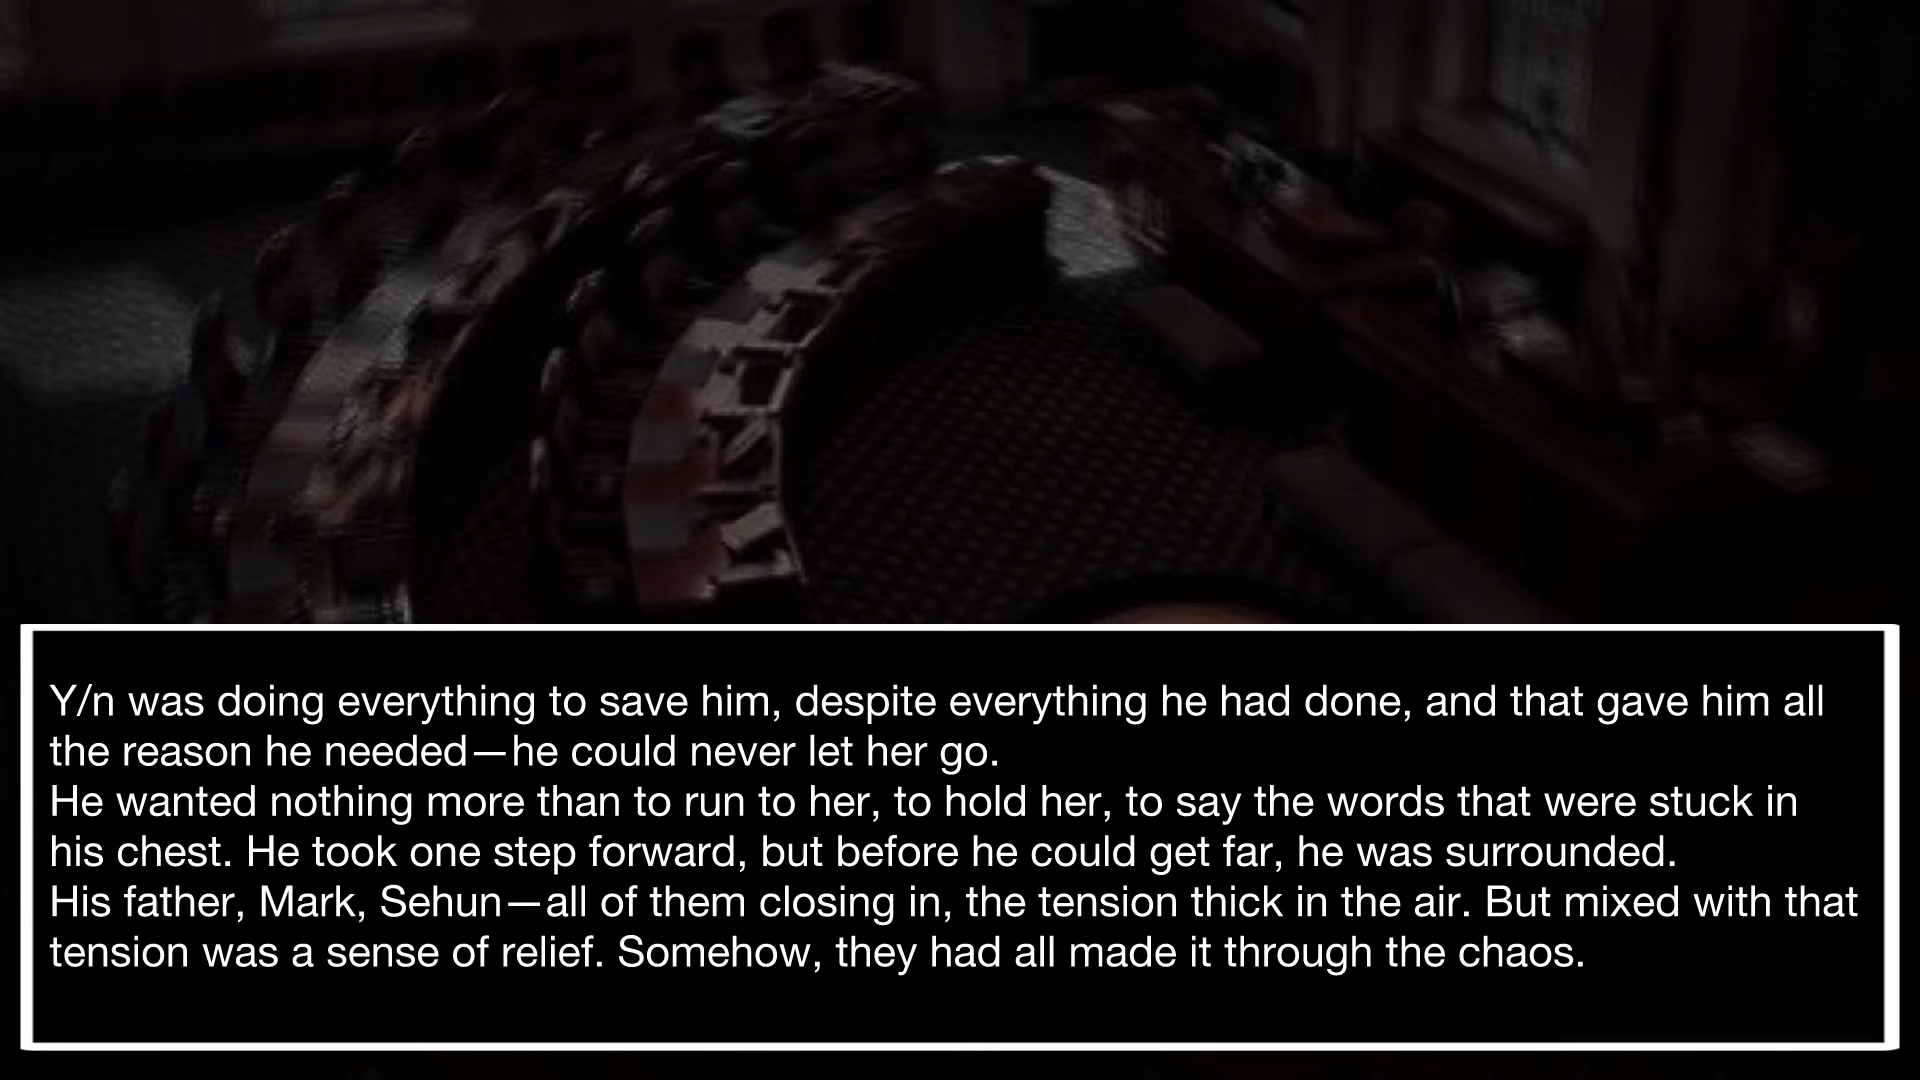 Y/n was doing everything to save him, despite everything he had done, and that gave him all
the reason he needed—he could never let her go.
He wanted nothing more than to run to her, to hold her, to say the words that were stuck in
his chest. He took one step forward, but before he could get far, he was surrounded.
His father, Mark, Sehun—all of them closing in, the tension thick in the air. But mixed with that
tension was a sense of relief. Somehow, they had all made it through the chaos.